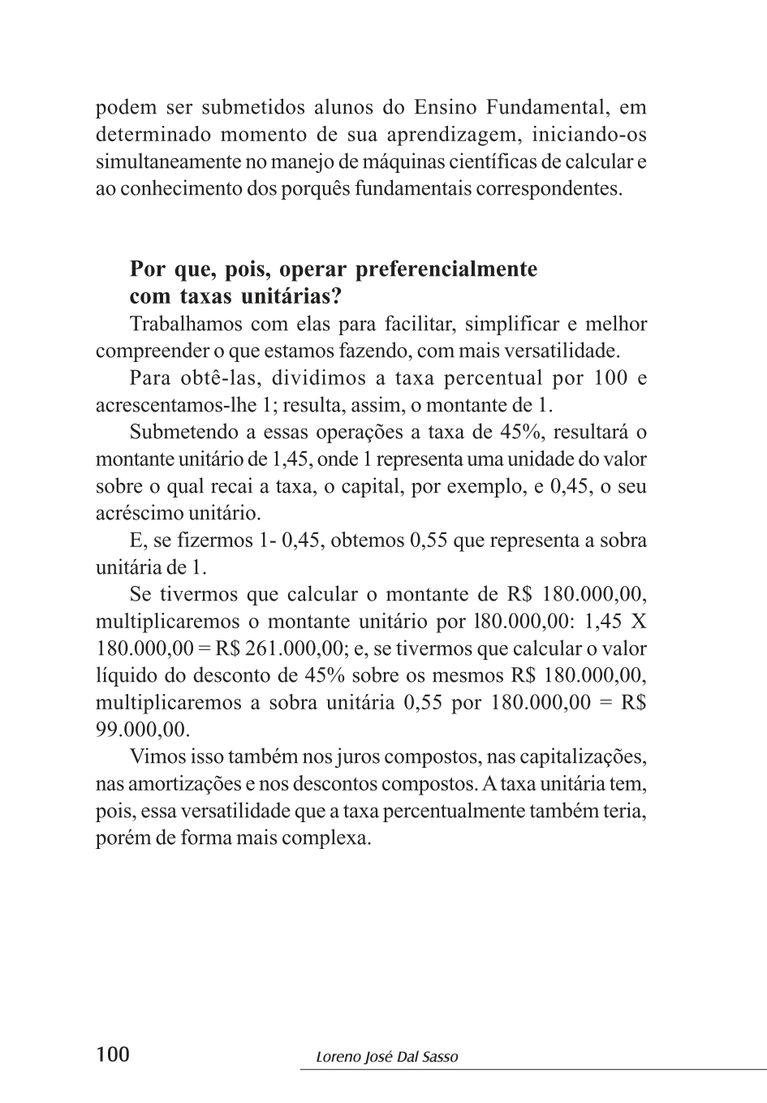 podem ser submetidos alunos do Ensino Fundamental, em
determinado momento de sua aprendizagem, iniciando-os
simultaneamente no manejo de máquinas científicas de calcular e
ao conhecimento dos porquês fundamentais correspondentes.
Por que, pois, operar preferencialmente
com taxas unitárias?
Trabalhamos com elas para facilitar, simplificar e melhor
compreender o que estamos fazendo, com mais versatilidade.
Para obtê-las, dividimos a taxa percentual por 100 e
acrescentamos-lhe 1; resulta, assim, o montante de 1.
Submetendo a essas operações a taxa de 45%, resultará o
montante unitário de 1,45, onde 1 representa uma unidade do valor
sobre o qual recai a taxa, o capital, por exemplo, e 0,45, o seu
acréscimo unitário.
E, se fizermos 1- 0,45, obtemos 0,55 que representa a sobra
unitária de 1.
Se tivermos que calcular o montante de R$ 180.000,00,
multiplicaremos o montante unitário por l80.000,00: 1,45 X
180.000,00 = R$ 261.000,00; e, se tivermos que calcular o valor
líquido do desconto de 45% sobre os mesmos R$ 180.000,00,
multiplicaremos a sobra unitária 0,55 por 180.000,00 = R$
99.000,00.
Vimos isso também nos juros compostos, nas capitalizações,
nas amortizações e nos descontos compostos. A taxa unitária tem,
pois, essa versatilidade que a taxa percentualmente também teria,
porém de forma mais complexa.
100
Loreno José Dal Sasso